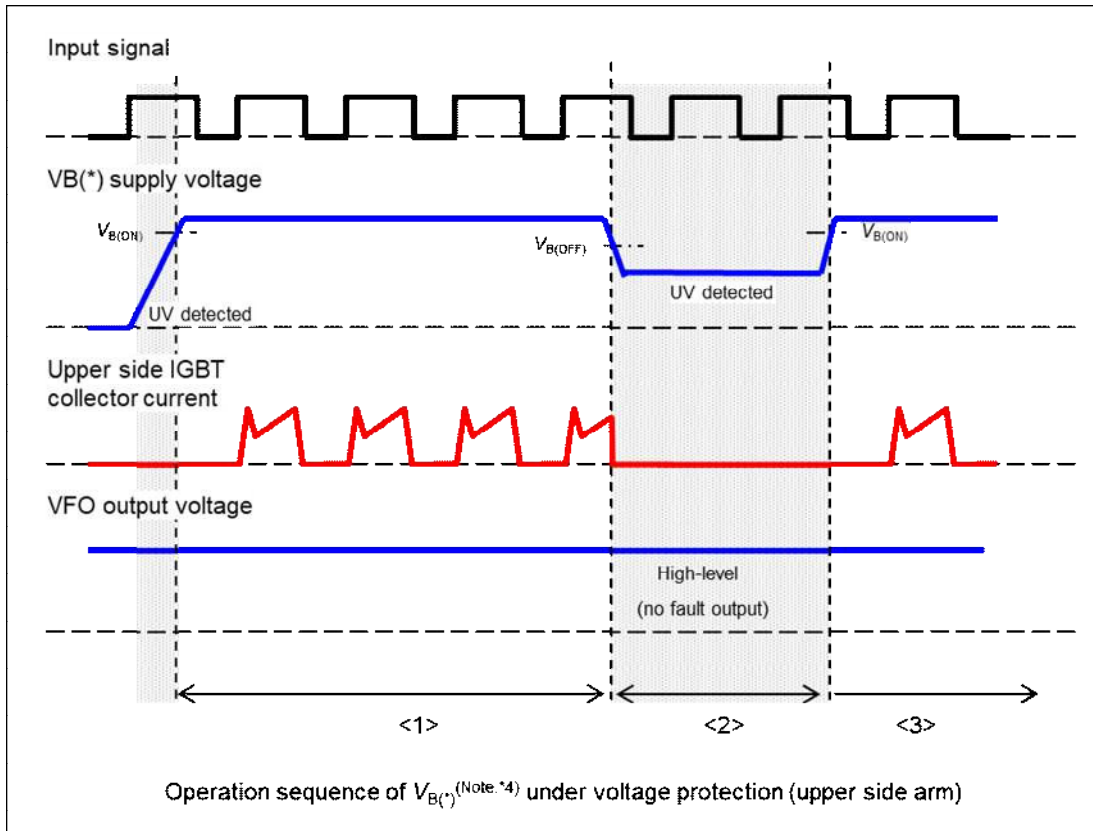 Input signal
VB(*) supply voltage
VB(ON)
VB(OFF)
VB(ON)
UV detected
UV detected
Upper side IGBT
collector current
VFO output voltage
High-level
(no fault output)
<1>
<2>
<3>
Operation sequence of VB(*)(Note.*4) under voltage protection (upper side arm)